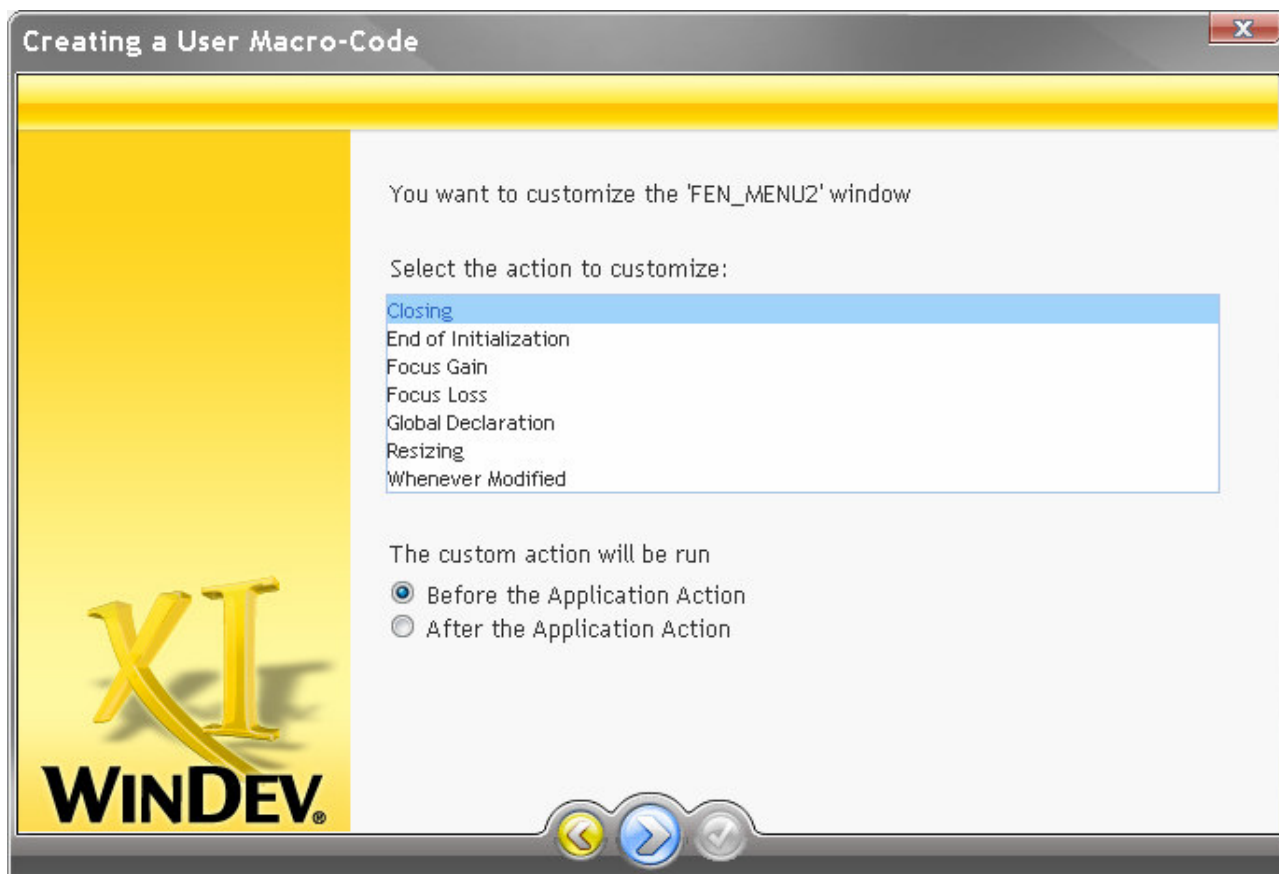 Creating a User Macro-Code
X
You want to customize the 'FEN_MENU2' window
Select the action to customize:
Closing
End of Initialization
Focus Gain
Focus Loss
Global Declaration
Resizing
Whenever Modified
The custom action will be run
Before the Application Action
After the Application Action
XI
WINDEV®